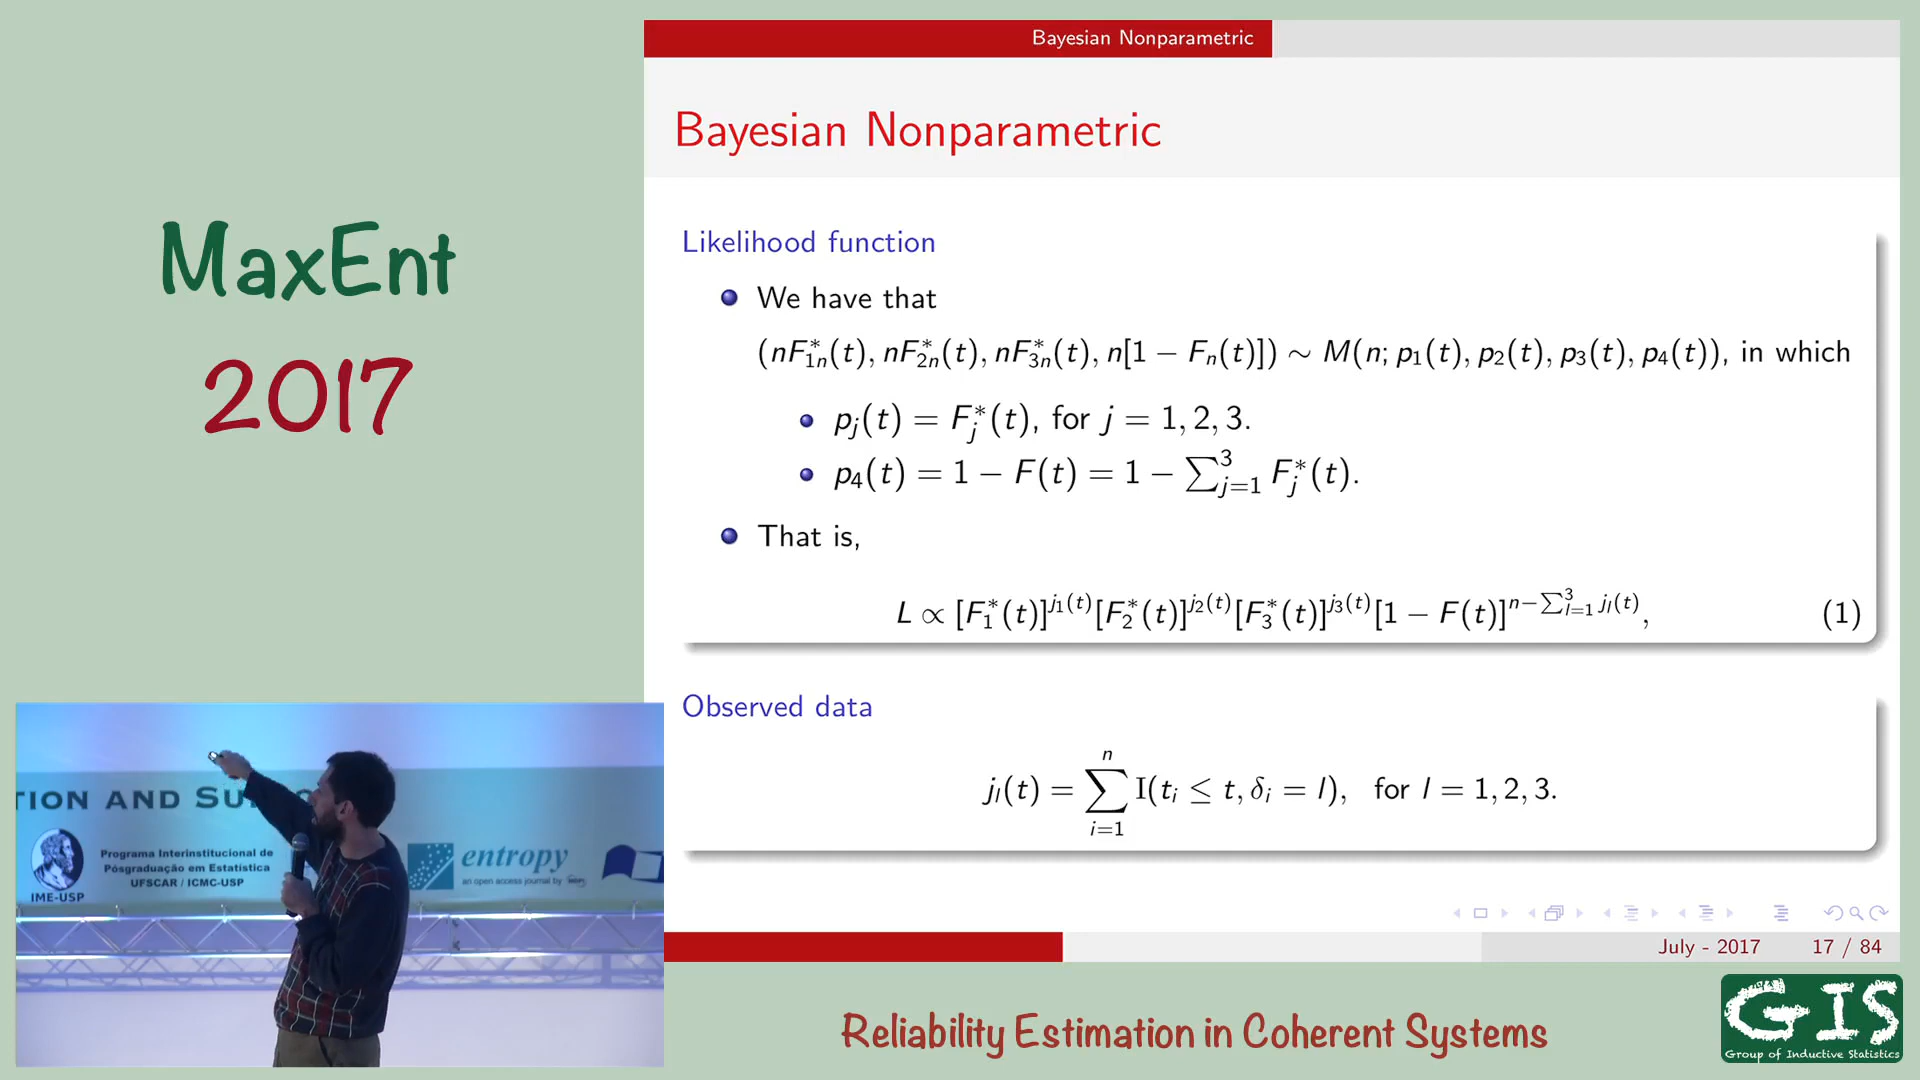 Bayesian Nonparametric
Bayesian Nonparametric
MaxEnt
2017
Likelihood function
We have that
(nF*₁ₙ(t), nF*₂ₙ(t), nF*₃ₙ(t), n[1 − Fₙ(t)]) ∼ M(n; p₁(t), p₂(t), p₃(t), p₄(t)), in which
pⱼ(t) = F*ⱼ(t), for j = 1, 2, 3.
p₄(t) = 1 − F(t) = 1 − ∑³ⱼ₌₁ F*ⱼ(t).
That is,
L ∝ [F*₁(t)]^{j₁(t)}[F*₂(t)]^{j₂(t)}[F*₃(t)]^{j₃(t)}[1 − F(t)]^{n−∑³ₗ₌₁ jₗ(t)}, (1)
Observed data
jₗ(t) = ∑ⁿᵢ₌₁ I(tᵢ ≤ t, δᵢ = l), for l = 1, 2, 3.
TION AND SU
Programa Interinstitucional de
Pósgraduação em Estatística
UFSCAR / ICMC-USP
IME-USP
entropy
an open access journal by
July - 2017 17 / 84
Reliability Estimation in Coherent Systems
GIS
Group of Inductive Statistics